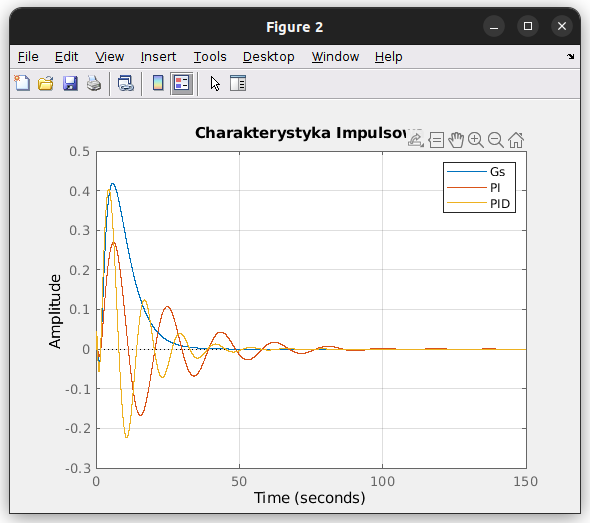 Figure 2
File Edit View Insert Tools Desktop Window Help
Charakterystyka Impulsowa
0.5
0.4
0.3
0.2
0.1
0
-0.1
-0.2
-0.3
Amplitude
Gs
PI
PID
0 50 100 150
Time (seconds)